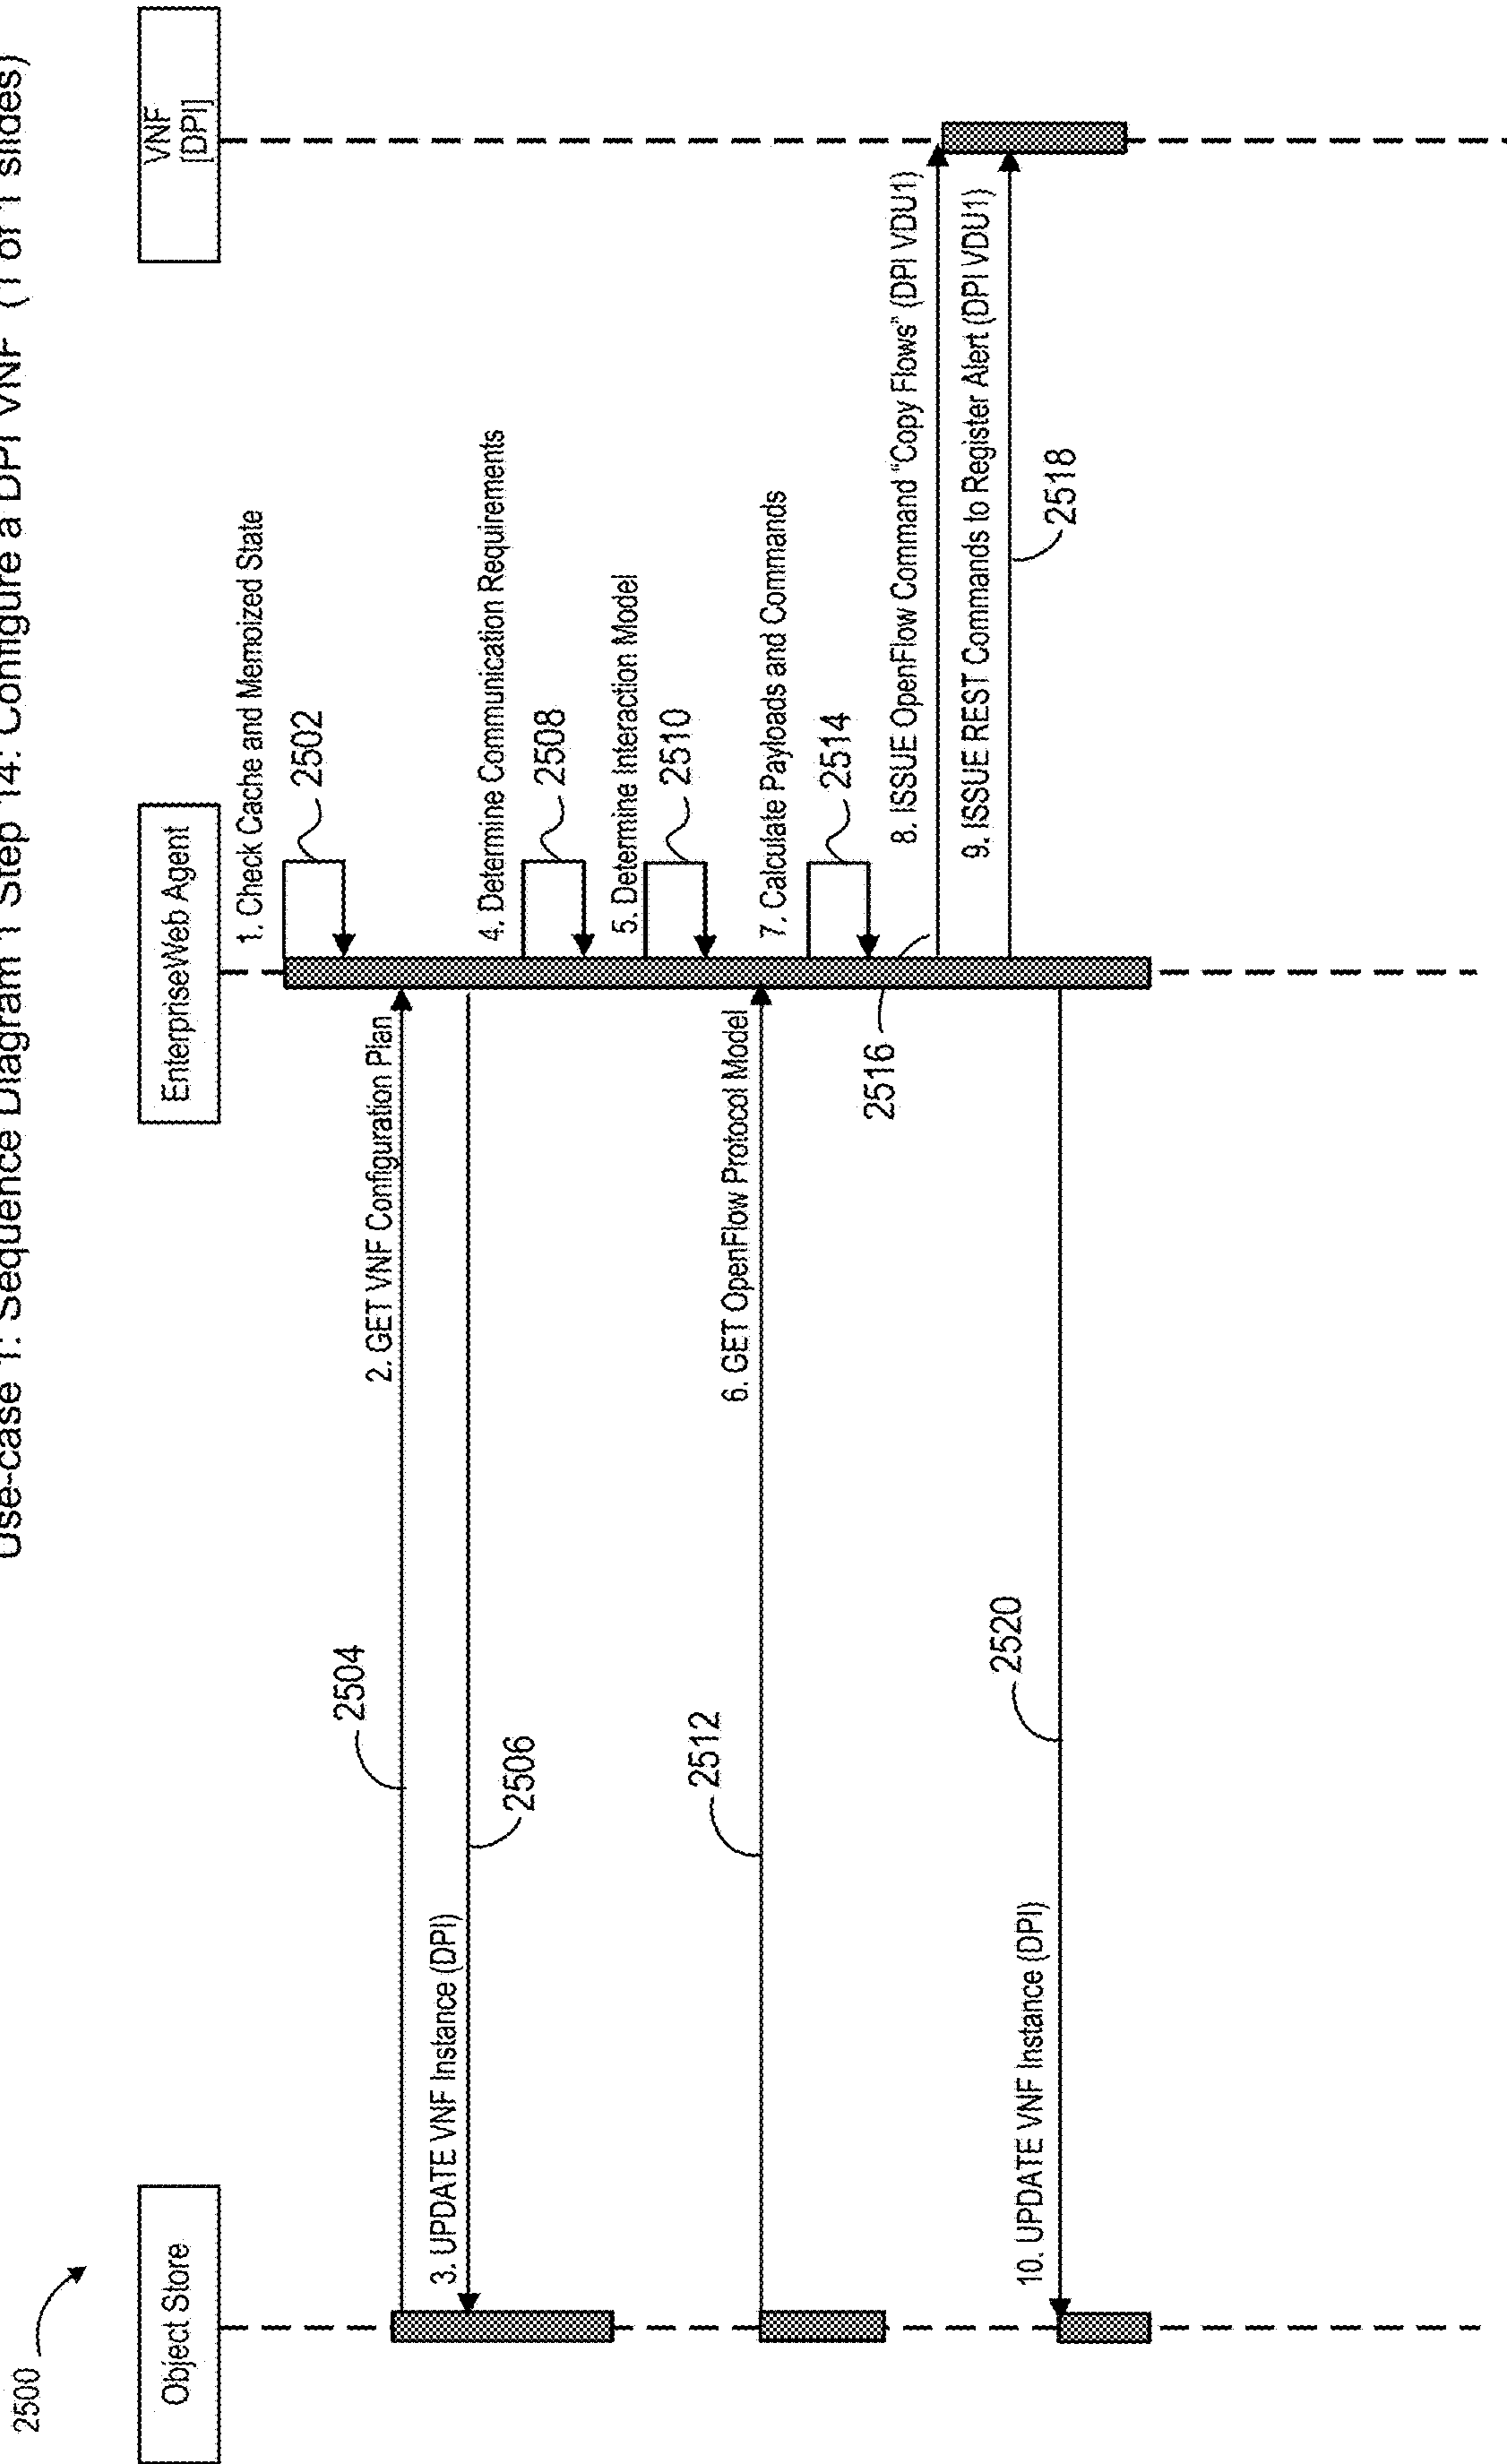 Use-case 1: Sequence Diagram 1 Step 14: Configure a DPI VNF (1 of 1 slides)
2500
Object Store
EnterpriseWeb Agent
VNF
[DPI]
1. Check Cache and Memoized State
2502
2. GET VNF Configuration Plan
2504
3. UPDATE VNF Instance (DPI)
2506
4. Determine Communication Requirements
2508
5. Determine Interaction Model
2510
6. GET OpenFlow Protocol Model
2512
7. Calculate Payloads and Commands
2514
8. ISSUE OpenFlow Command "Copy Flows" (DPI VDU1)
2516
9. ISSUE REST Commands to Register Alert (DPI VDU1)
2518
10. UPDATE VNF Instance (DPI)
2520